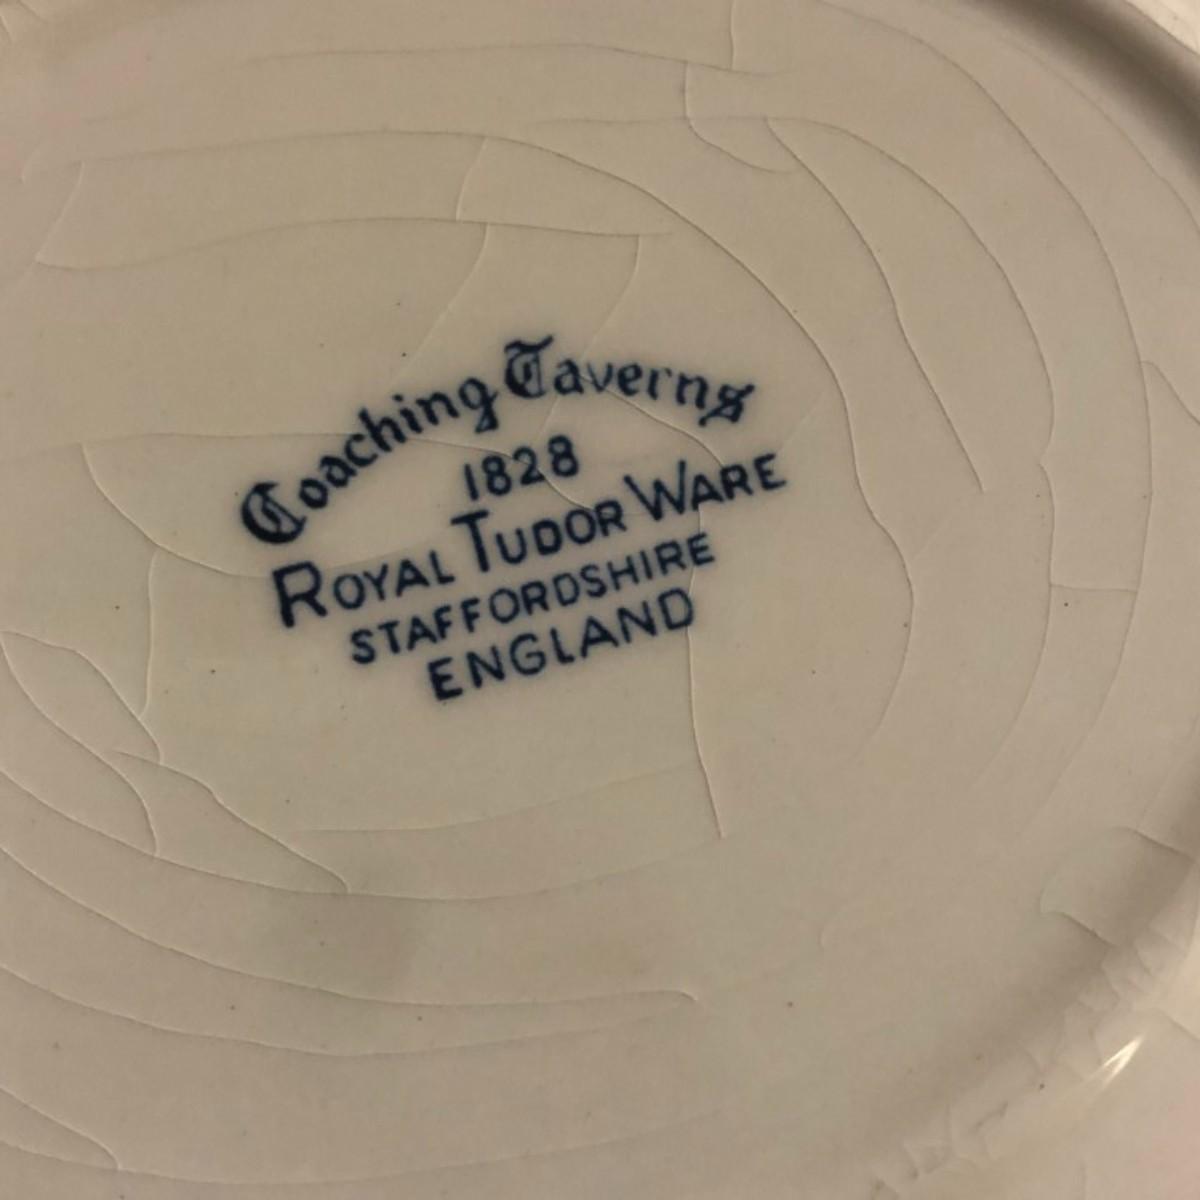 Coaching Taverns
1828
ROYAL TUDOR WARE
STAFFORDSHIRE
ENGLAND